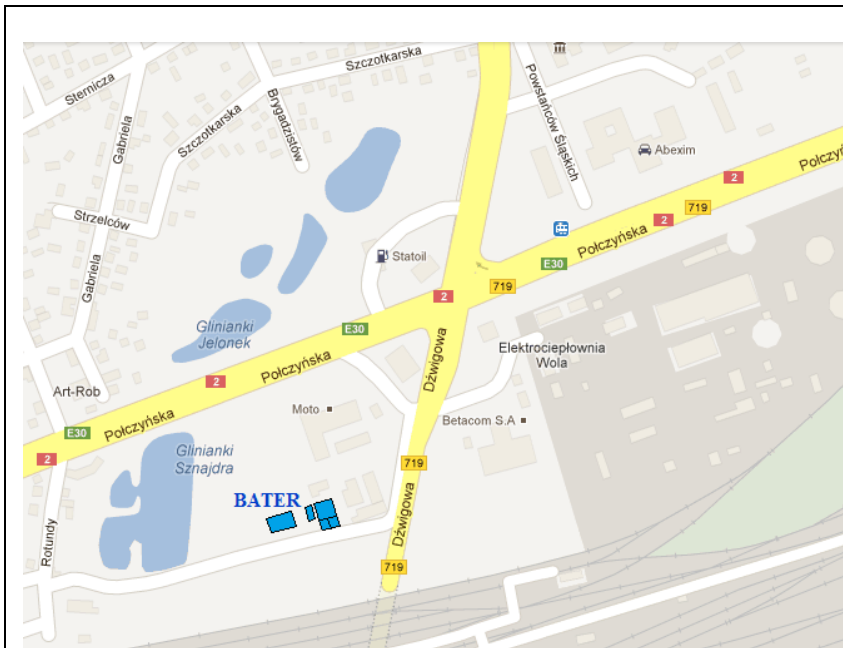 Szczotkarska
Sternicza
Gabriela
Szczotkarska
Brygadzistów
Powstańców Śląskich
Abexim
Połczyńska
2
719
2
Strzelców
Połczyńska
Statoil
E30
719
Gabriela
2
Glinianki
Jelonek
E30
Połczyńska
Dźwigowa
Elektrociepłownia
Wola
2
Art-Rob
Moto
Betacom S.A
Połczyńska
E30
2
Glinianki
Sznajdra
719
BATER
Rotundy
Dźwigowa
719